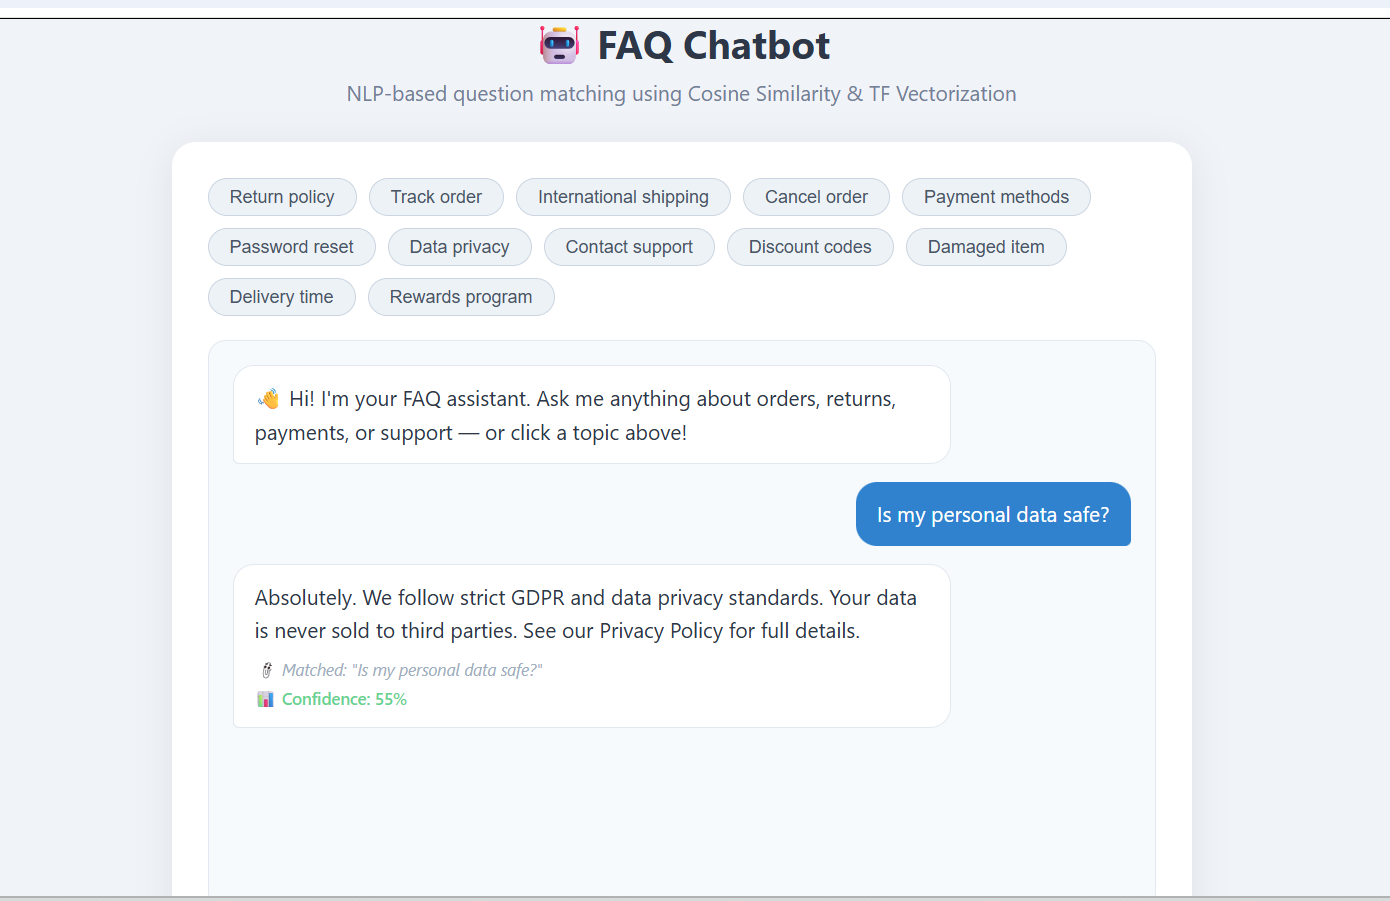 FAQ Chatbot
NLP-based question matching using Cosine Similarity & TF Vectorization
Return policy Track order International shipping Cancel order Payment methods
Password reset Data privacy Contact support Discount codes Damaged item
Delivery time Rewards program
👋 Hi! I'm your FAQ assistant. Ask me anything about orders, returns,
payments, or support — or click a topic above!
Is my personal data safe?
Absolutely. We follow strict GDPR and data privacy standards. Your data
is never sold to third parties. See our Privacy Policy for full details.
Matched: "Is my personal data safe?"
📊 Confidence: 55%